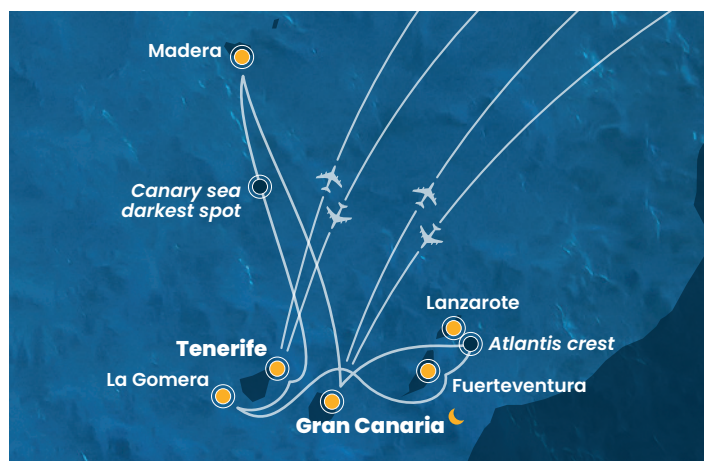 Madera
Canary sea
darkest spot
Lanzarote
Tenerife
Atlantis crest
La Gomera
Fuerteventura
Gran Canaria